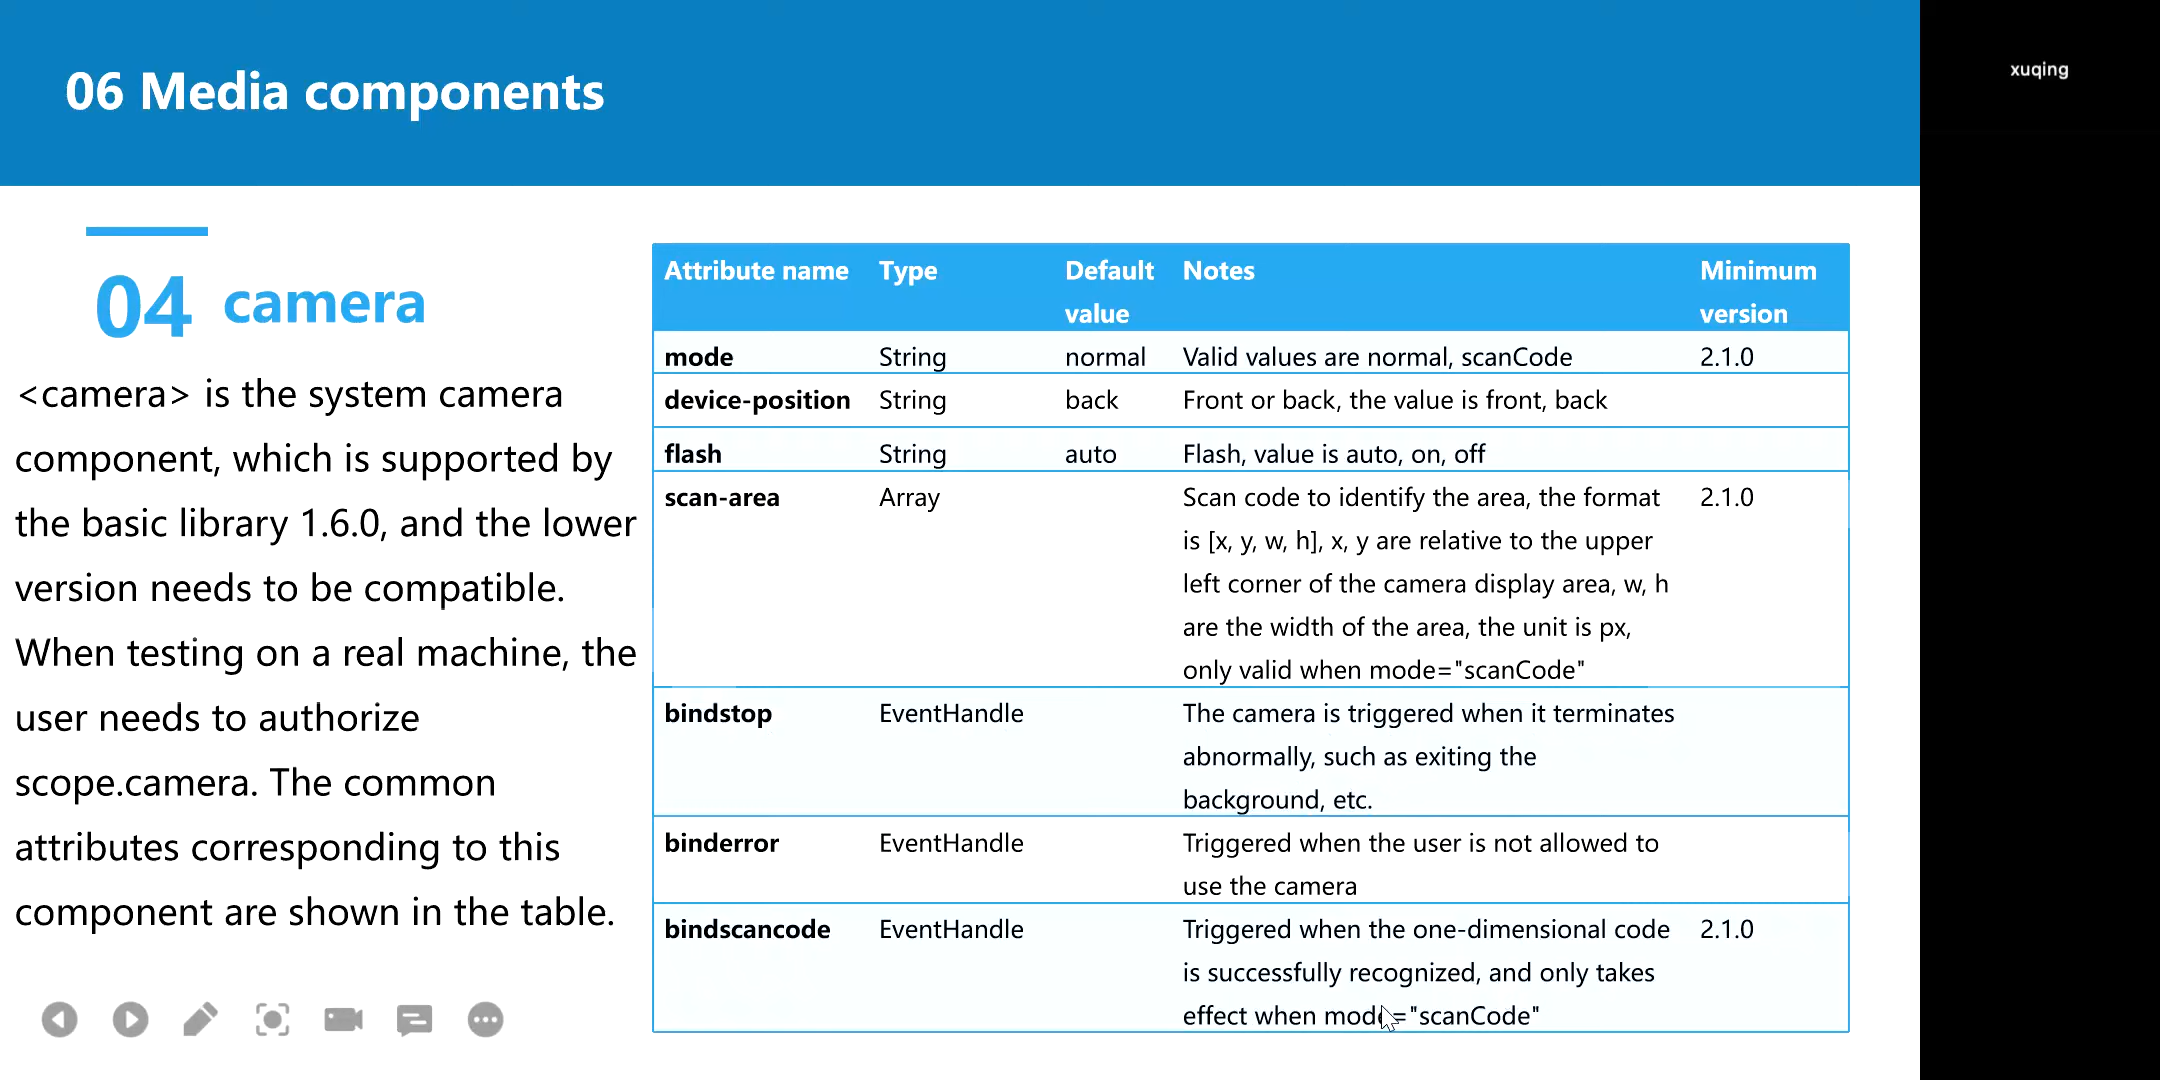 06 Media components
xuqing
04 camera
<camera> is the system camera
component, which is supported by
the basic library 1.6.0, and the lower
version needs to be compatible.
When testing on a real machine, the
user needs to authorize
scope.camera. The common
attributes corresponding to this
component are shown in the table.
Attribute name Type Default value Notes Minimum version
mode String normal Valid values are normal, scanCode 2.1.0
device-position String back Front or back, the value is front, back
flash String auto Flash, value is auto, on, off
scan-area Array Scan code to identify the area, the format 2.1.0
is [x, y, w, h], x, y are relative to the upper
left corner of the camera display area, w, h
are the width of the area, the unit is px,
only valid when mode="scanCode"
bindstop EventHandle The camera is triggered when it terminates
abnormally, such as exiting the
background, etc.
binderror EventHandle Triggered when the user is not allowed to
use the camera
bindscancode EventHandle Triggered when the one-dimensional code 2.1.0
is successfully recognized, and only takes
effect when mode="scanCode"